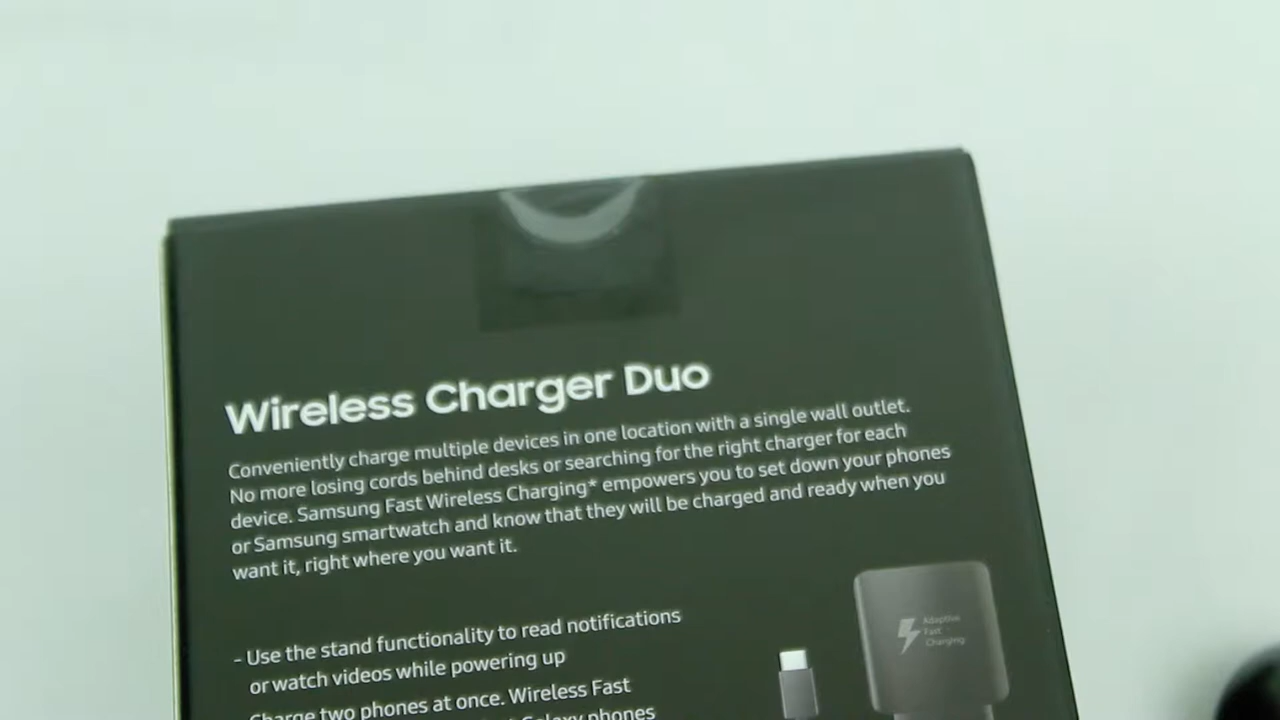 Wireless Charger Duo
Conveniently charge multiple devices in one location with a single wall outlet.
No more losing cords behind desks or searching for the right charger for each
device. Samsung Fast Wireless Charging* empowers you to set down your phones
or Samsung smartwatch and know that they will be charged and ready when you
want it, right where you want it.
- Use the stand functionality to read notifications
or watch videos while powering up
Charge two phones at once. Wireless Fast
Galaxy phones
Adaptive
Fast
Charging